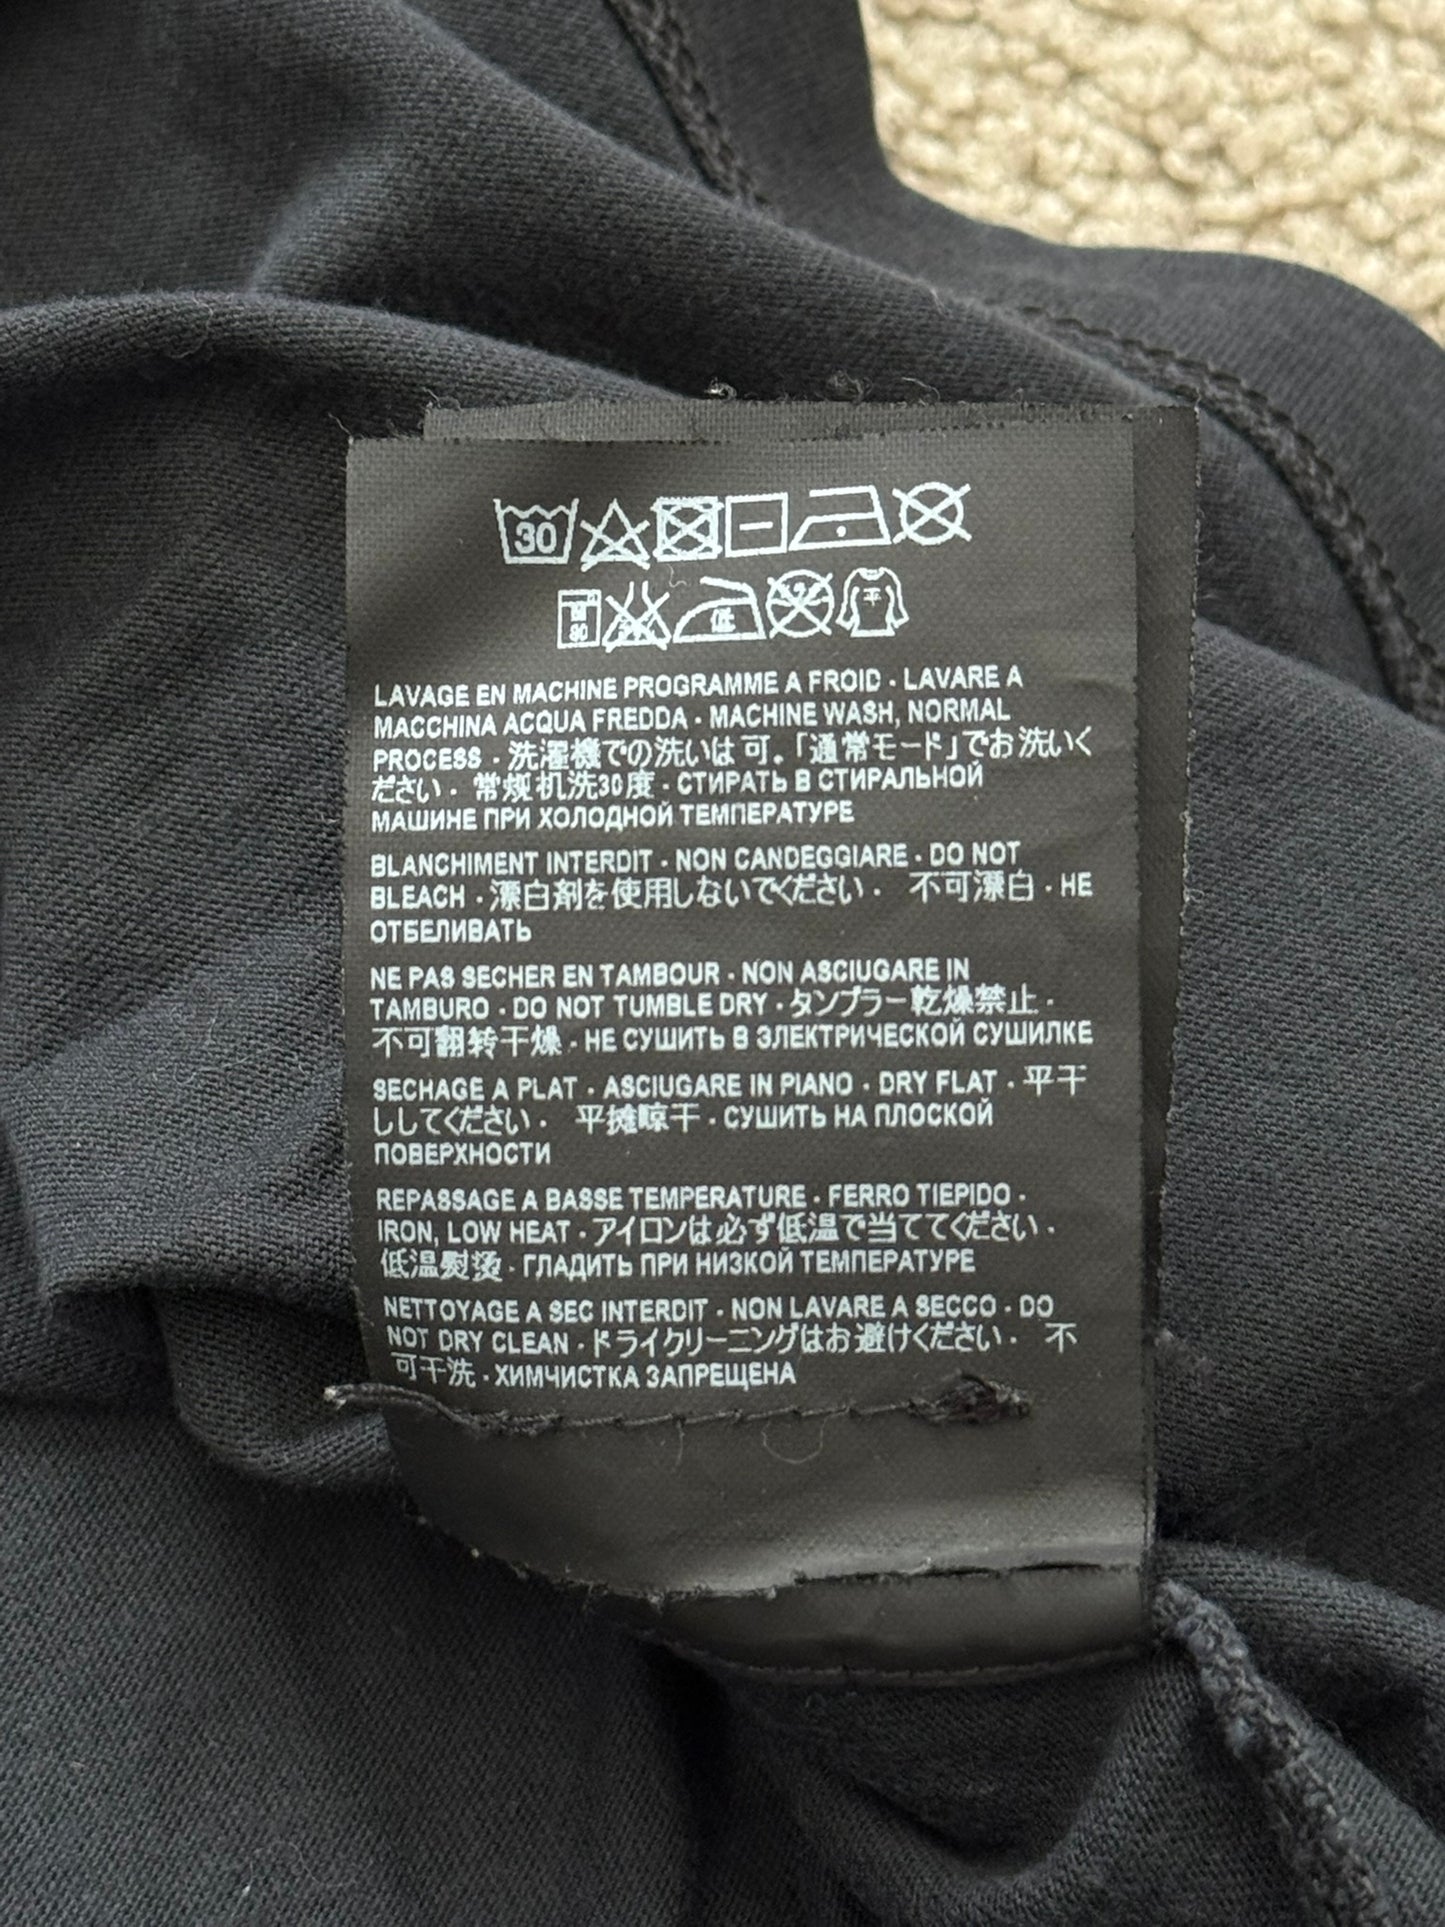 30
30
低
平
LAVAGE EN MACHINE PROGRAMME A FROID · LAVARE A
MACCHINA ACQUA FREDDA · MACHINE WASH, NORMAL
PROCESS · 洗濯機での洗いは可。「通常モード」でお洗いく
ださい · 常规机洗30度 · СТИРАТЬ В СТИРАЛЬНОЙ
МАШИНЕ ПРИ ХОЛОДНОЙ ТЕМПЕРАТУРЕ
BLANCHIMENT INTERDIT · NON CANDEGGIARE · DO NOT
BLEACH · 漂白剤を使用しないでください · 不可漂白 · НЕ
ОТБЕЛИВАТЬ
NE PAS SECHER EN TAMBOUR · NON ASCIUGARE IN
TAMBURO · DO NOT TUMBLE DRY · タンブラー乾燥禁止 ·
不可翻转干燥 · НЕ СУШИТЬ В ЭЛЕКТРИЧЕСКОЙ СУШИЛКЕ
SECHAGE A PLAT · ASCIUGARE IN PIANO · DRY FLAT · 平干
ししてください · 平摊晾干 · СУШИТЬ НА ПЛОСКОЙ
ПОВЕРХНОСТИ
REPASSAGE A BASSE TEMPERATURE · FERRO TIEPIDO ·
IRON, LOW HEAT · アイロンは必ず低温で当ててください ·
低温熨烫 · ГЛАДИТЬ ПРИ НИЗКОЙ ТЕМПЕРАТУРЕ
NETTOYAGE A SEC INTERDIT · NON LAVARE A SECCO · DO
NOT DRY CLEAN · ドライクリーニングはお避けください · 不
可干洗 · ХИМЧИСТКА ЗАПРЕЩЕНА